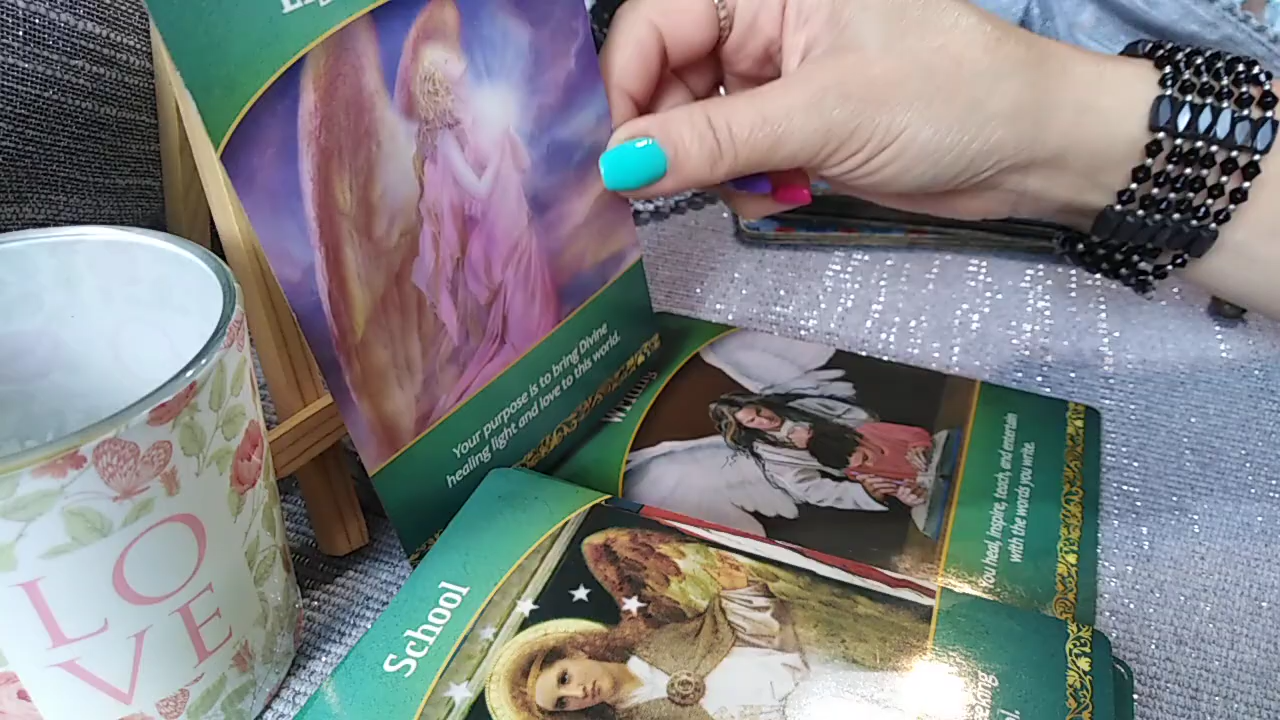 Your purpose is to bring Divine
healing light and love to this world.
You heal, inspire, teach, and entertain
with the words you write.
School
LO
VE